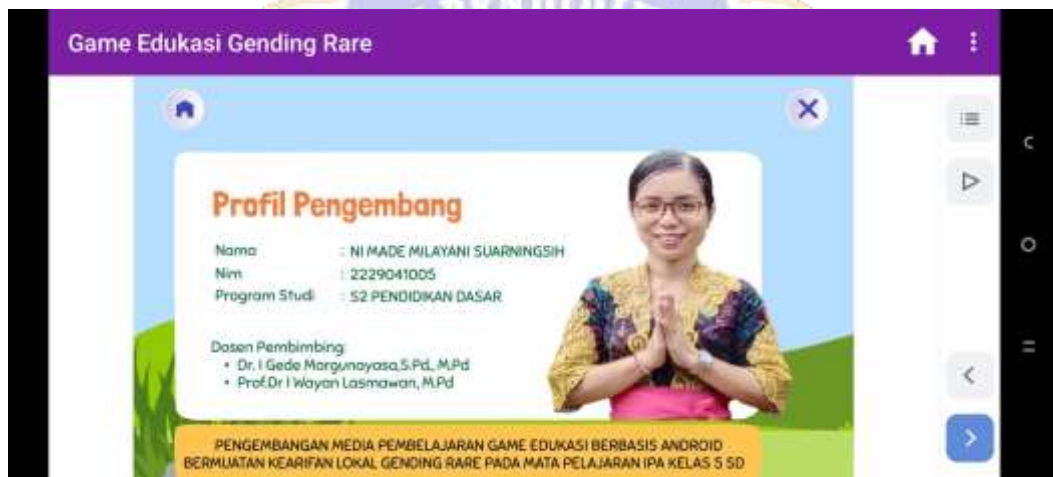 Game Edukasi Gending Rare
Profil Pengembang
Nama : NI MADE MILAYANI SUARNINGSIH
Nim : 2229041005
Program Studi : S2 PENDIDIKAN DASAR
Dosen Pembimbing:
• Dr. I Gede Margunayasa,S.Pd., M.Pd
• Prof.Dr I Wayan Lasmawan, M.Pd
PENGEMBANGAN MEDIA PEMBELAJARAN GAME EDUKASI BERBASIS ANDROID
BERMUATAN KEARIFAN LOKAL GENDING RARE PADA MATA PELAJARAN IPA KELAS 5 SD